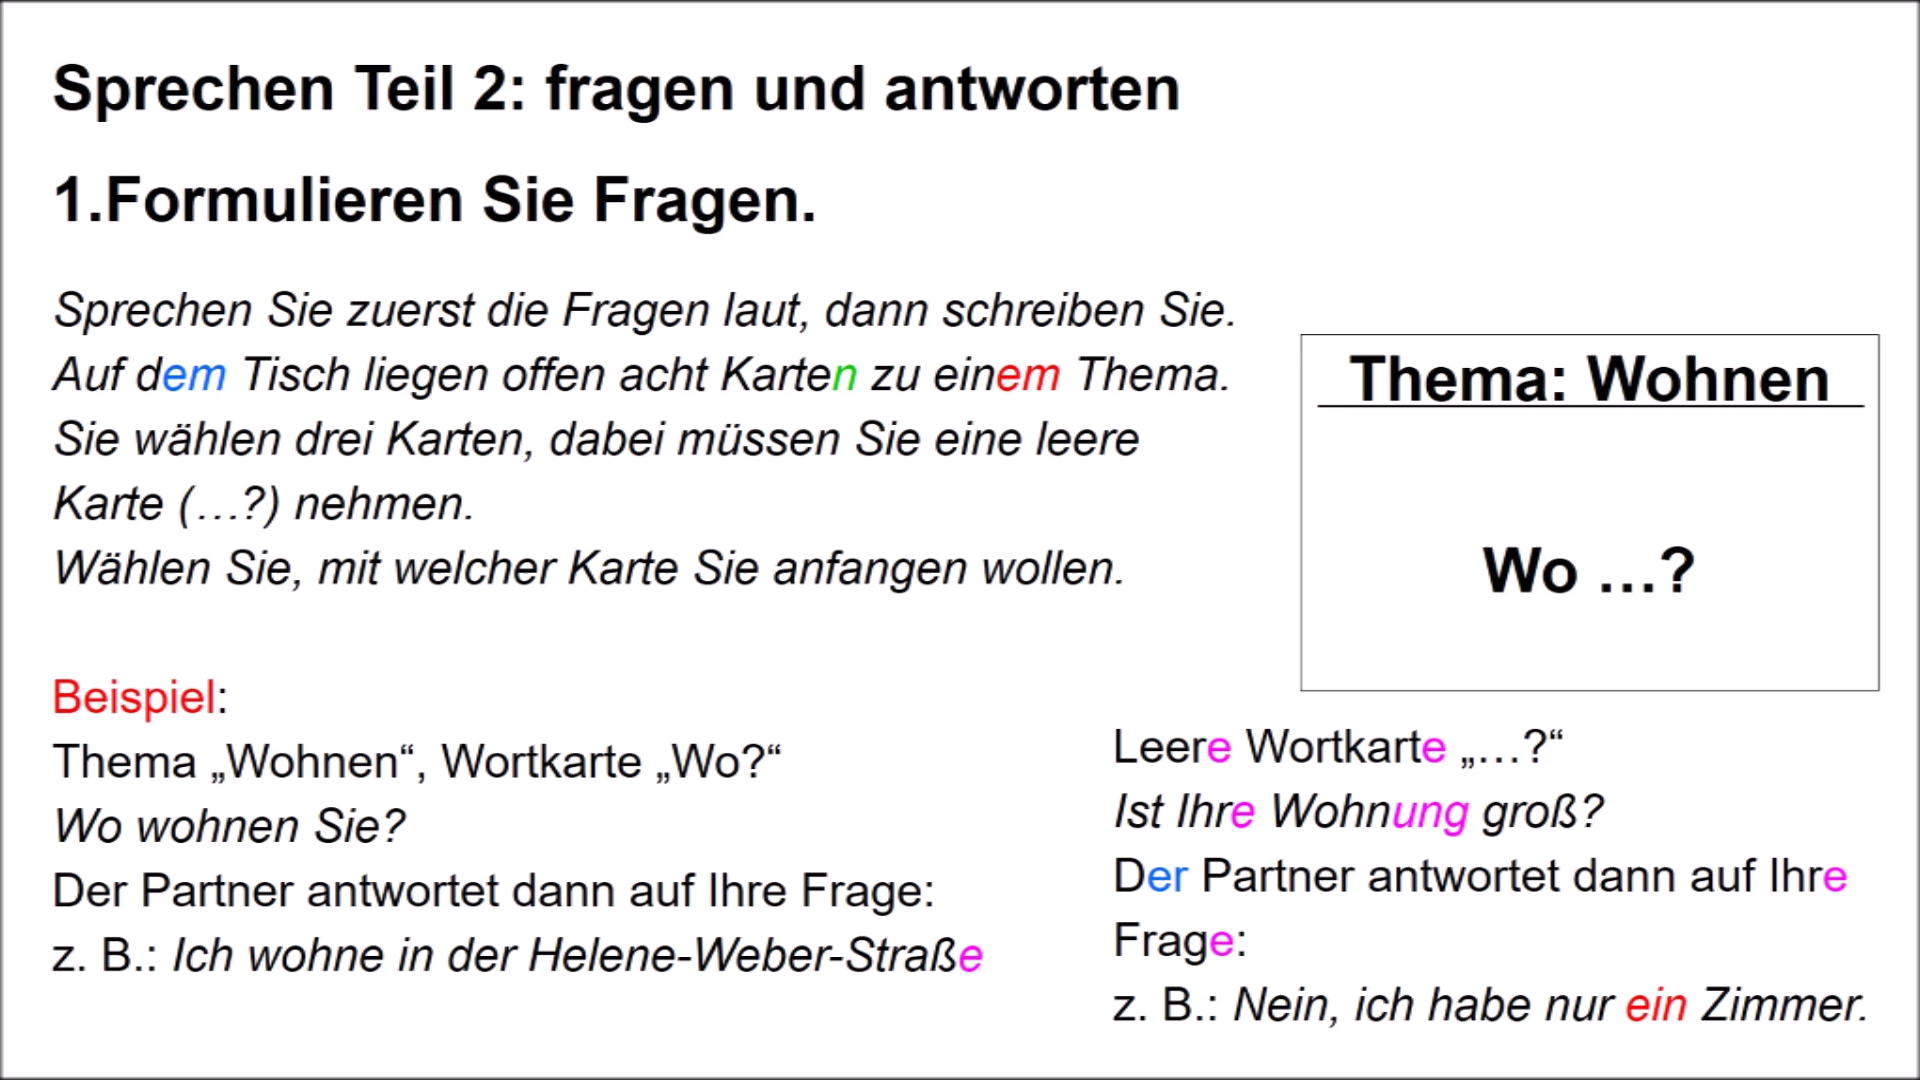 Sprechen Teil 2: fragen und antworten
1.Formulieren Sie Fragen.
Sprechen Sie zuerst die Fragen laut, dann schreiben Sie.
Auf dem Tisch liegen offen acht Karten zu einem Thema.
Sie wählen drei Karten, dabei müssen Sie eine leere
Karte (…?) nehmen.
Wählen Sie, mit welcher Karte Sie anfangen wollen.
Thema: Wohnen
Wo …?
Beispiel:
Thema „Wohnen“, Wortkarte „Wo?“
Wo wohnen Sie?
Der Partner antwortet dann auf Ihre Frage:
z. B.: Ich wohne in der Helene-Weber-Straße
Leere Wortkarte „…?“
Ist Ihre Wohnung groß?
Der Partner antwortet dann auf Ihre
Frage:
z. B.: Nein, ich habe nur ein Zimmer.